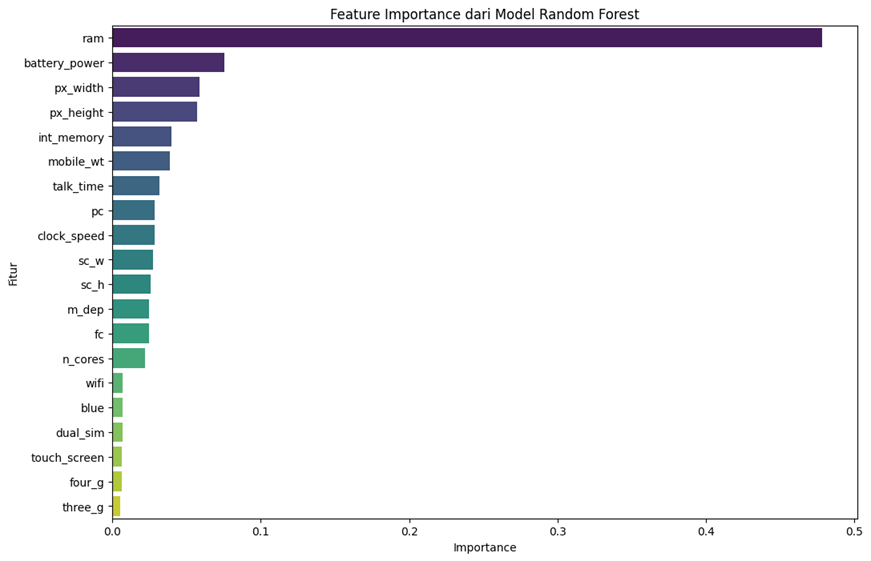 Feature Importance dari Model Random Forest
Fitur
ram
battery_power
px_width
px_height
int_memory
mobile_wt
talk_time
pc
clock_speed
sc_w
sc_h
m_dep
fc
n_cores
wifi
blue
dual_sim
touch_screen
four_g
three_g
0.0 0.1 0.2 0.3 0.4 0.5
Importance